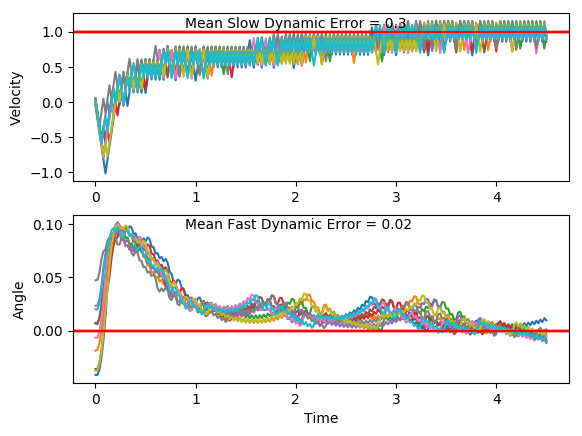 Mean Slow Dynamic Error = 0.3
1.0
0.5
0.0
−0.5
−1.0
Velocity
0 1 2 3 4
Mean Fast Dynamic Error = 0.02
0.10
0.05
0.00
Angle
0 1 2 3 4
Time